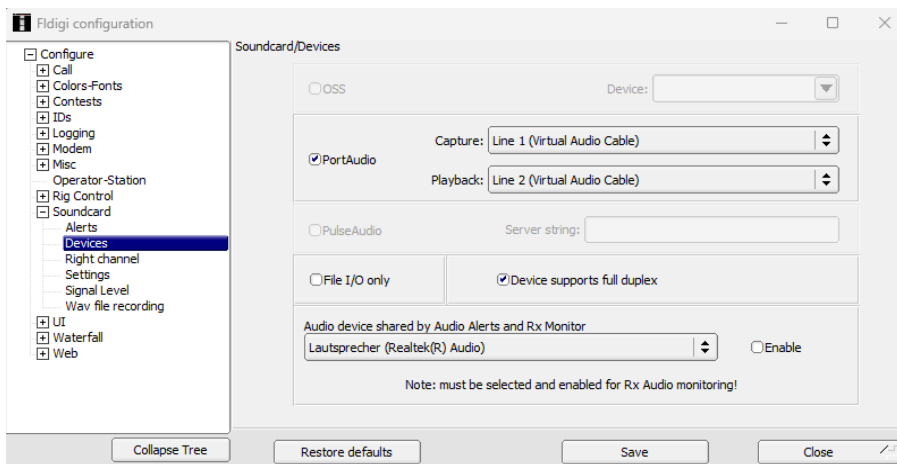 Fldigi configuration
Configure
Call
Colors-Fonts
Contests
IDs
Logging
Modem
Misc
Operator-Station
Rig Control
Soundcard
Alerts
Devices
Right channel
Settings
Signal Level
Wav file recording
UI
Waterfall
Web
Collapse Tree
Soundcard/Devices
OSS Device:
Capture: Line 1 (Virtual Audio Cable)
PortAudio
Playback: Line 2 (Virtual Audio Cable)
PulseAudio Server string:
File I/O only Device supports full duplex
Audio device shared by Audio Alerts and Rx Monitor
Lautsprecher (Realtek(R) Audio) Enable
Note: must be selected and enabled for Rx Audio monitoring!
Restore defaults Save Close